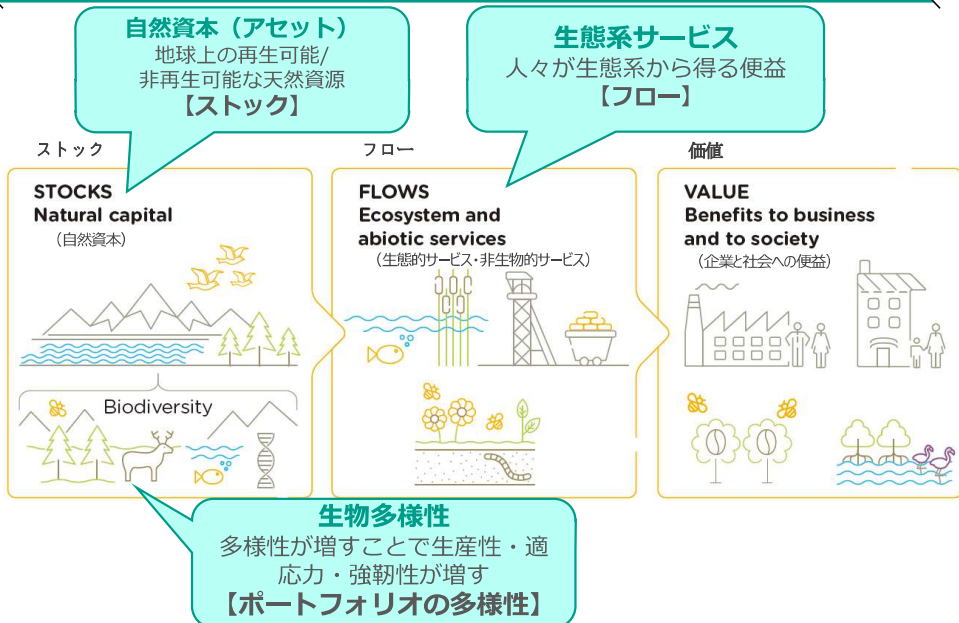 自然資本（アセット）
地球上の再生可能/
非再生可能な天然資源
【ストック】
生態系サービス
人々が生態系から得る便益
【フロー】
ストック
フロー
価値
STOCKS
Natural capital
（自然資本）
FLOWS
Ecosystem and
abiotic services
（生態的サービス・非生物的サービス）
VALUE
Benefits to business
and to society
（企業と社会への便益）
Biodiversity
生物多様性
多様性が増すことで生産性・適
応力・強靭性が増す
【ポートフォリオの多様性】